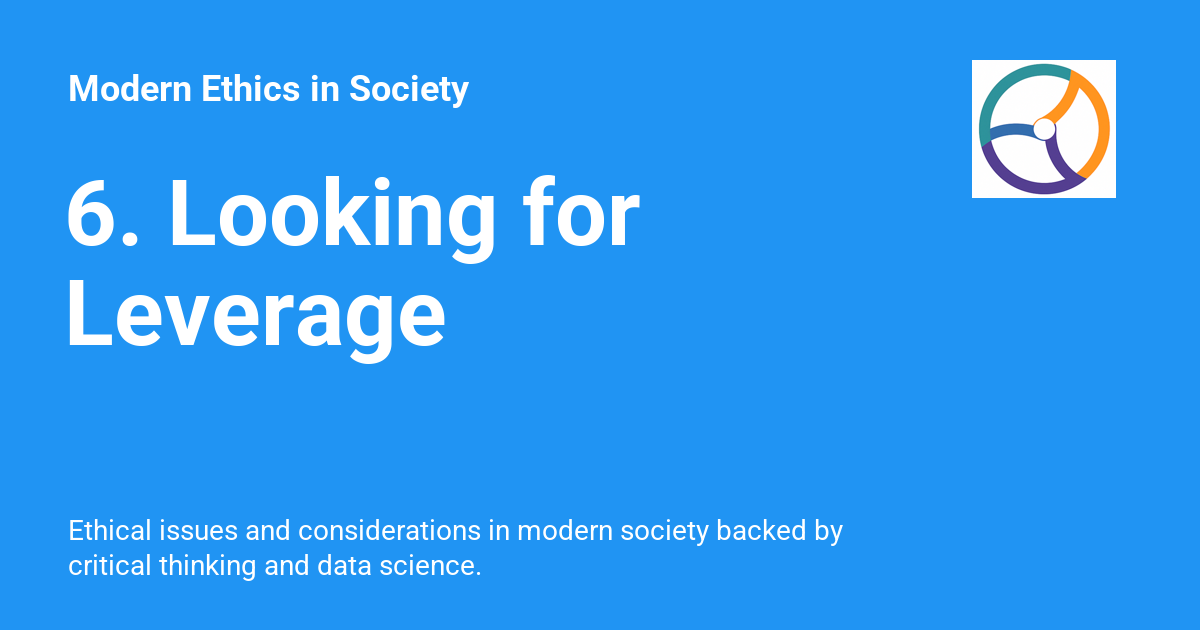 Modern Ethics in Society
6. Looking for
Leverage
Ethical issues and considerations in modern society backed by
critical thinking and data science.